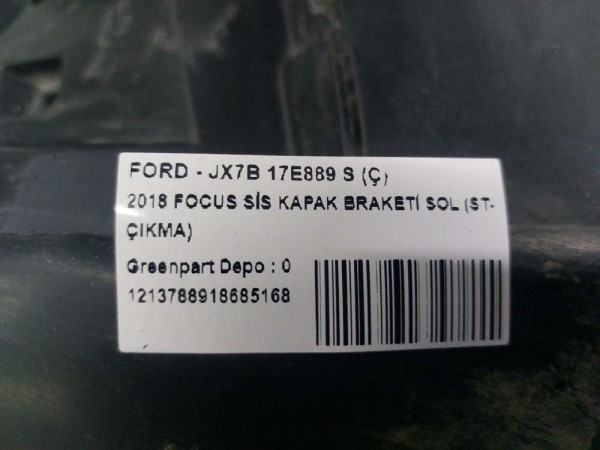 FORD - JX7B 17E889 S (Ç)
2018 FOCUS SİS KAPAK BRAKETİ SOL (ST-
ÇIKMA)
Greenpart Depo : 0
1213788918685168